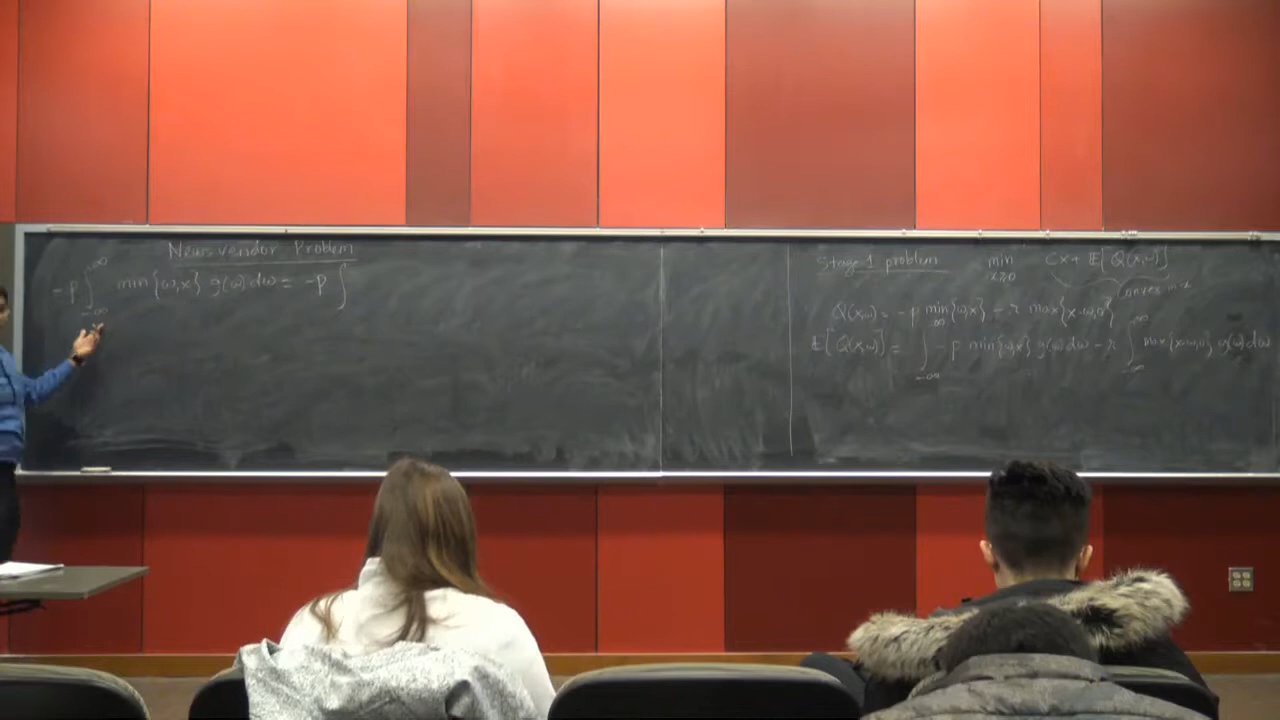 Newsvendor Problem
-p ∫_{-∞}^{∞} min{ω,x} g(ω) dω = -p ∫
Stage 1 problem min_{x≥0} cx + 𝔼[Q(x,ω)]
convex in x
Q(x,ω) = -p min{ω,x} - r max{x-ω,0}
𝔼[Q(x,ω)] = ∫_{-∞}^{∞} -p min{ω,x} g(ω) dω - r ∫_{-∞}^{∞} max{x-ω,0} g(ω) dω